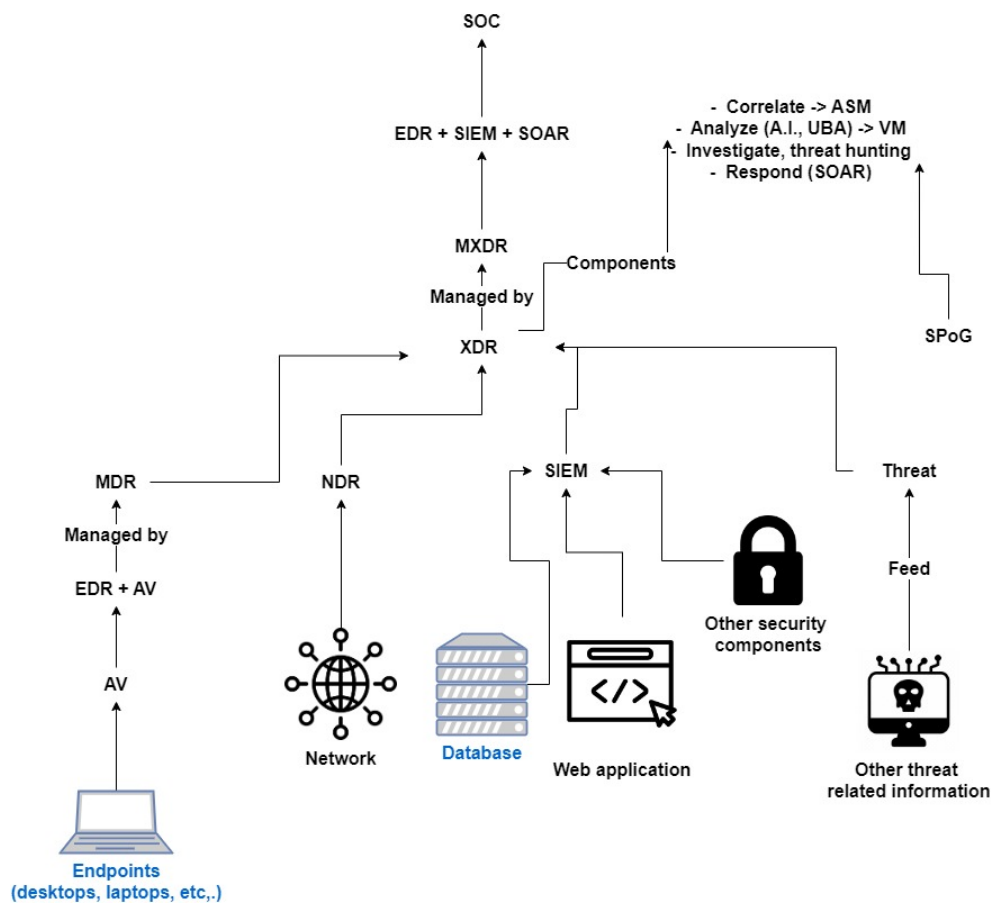 SOC
EDR + SIEM + SOAR
- Correlate -> ASM
- Analyze (A.I., UBA) -> VM
- Investigate, threat hunting
- Respond (SOAR)
MXDR
Components
Managed by
XDR
SPoG
MDR
NDR
SIEM
Threat
Managed by
EDR + AV
Feed
AV
Other security
components
</>
Network
Database
Web application
Other threat
related information
Endpoints
(desktops, laptops, etc,.)